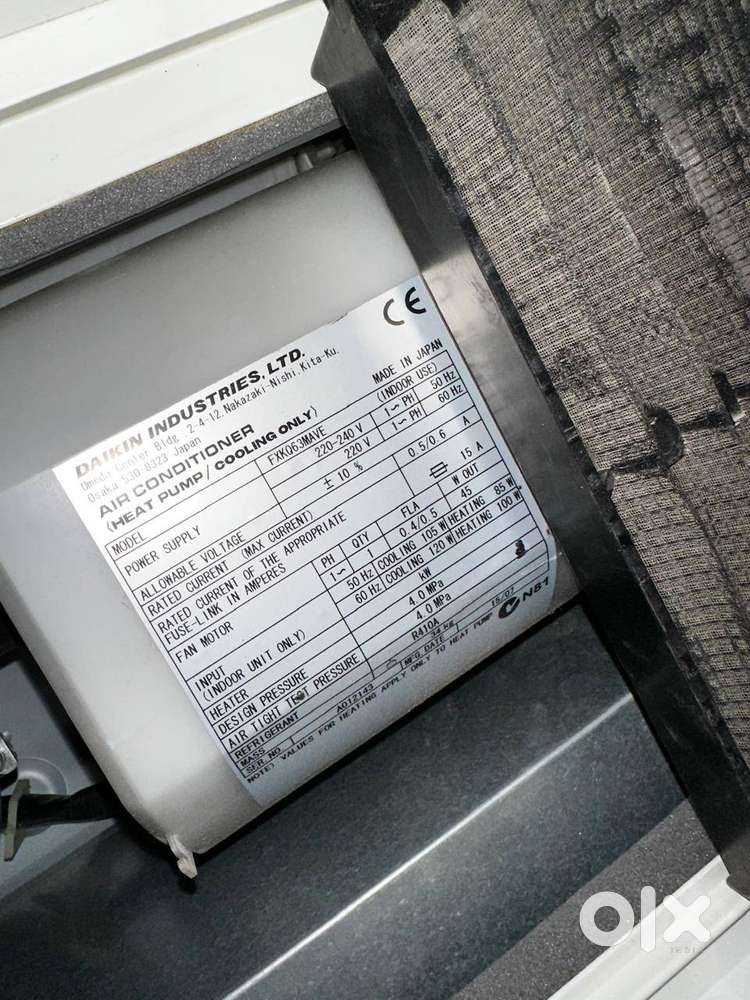 CE
DAIKIN INDUSTRIES, LTD.
Umeda Center Bldg., 2-4-12, Nakazaki-Nishi, Kita-Ku,
Osaka 530-8323 Japan
MADE IN JAPAN
AIR CONDITIONER (INDOOR USE)
(HEAT PUMP/COOLING ONLY)
MODEL FXKQ63MAVE
POWER SUPPLY 220-240 V 1~ PH 50 Hz
220 V 1~ PH 60 Hz
ALLOWABLE VOLTAGE ± 10 %
RATED CURRENT (MAX CURRENT) 0.5/0.6 A
RATED CURRENT OF THE APPROPRIATE
FUSE-LINK IN AMPERES 15 A
FAN MOTOR PH QTY FLA W OUT
1~ 1 0.4/0.5 45
INPUT 50 Hz COOLING 105 W HEATING 85 W
(INDOOR UNIT ONLY) 60 Hz COOLING 120 W HEATING 100 W
HEATER kW
DESIGN PRESSURE 4.0 MPa
AIR TIGHT TEST PRESSURE 4.0 MPa
REFRIGERANT R410A
MASS 34 kg
SER NO A012143 MFG DATE 15/07
NOTE) VALUES FOR HEATING APPLY ONLY TO HEAT PUMP
N81
olx